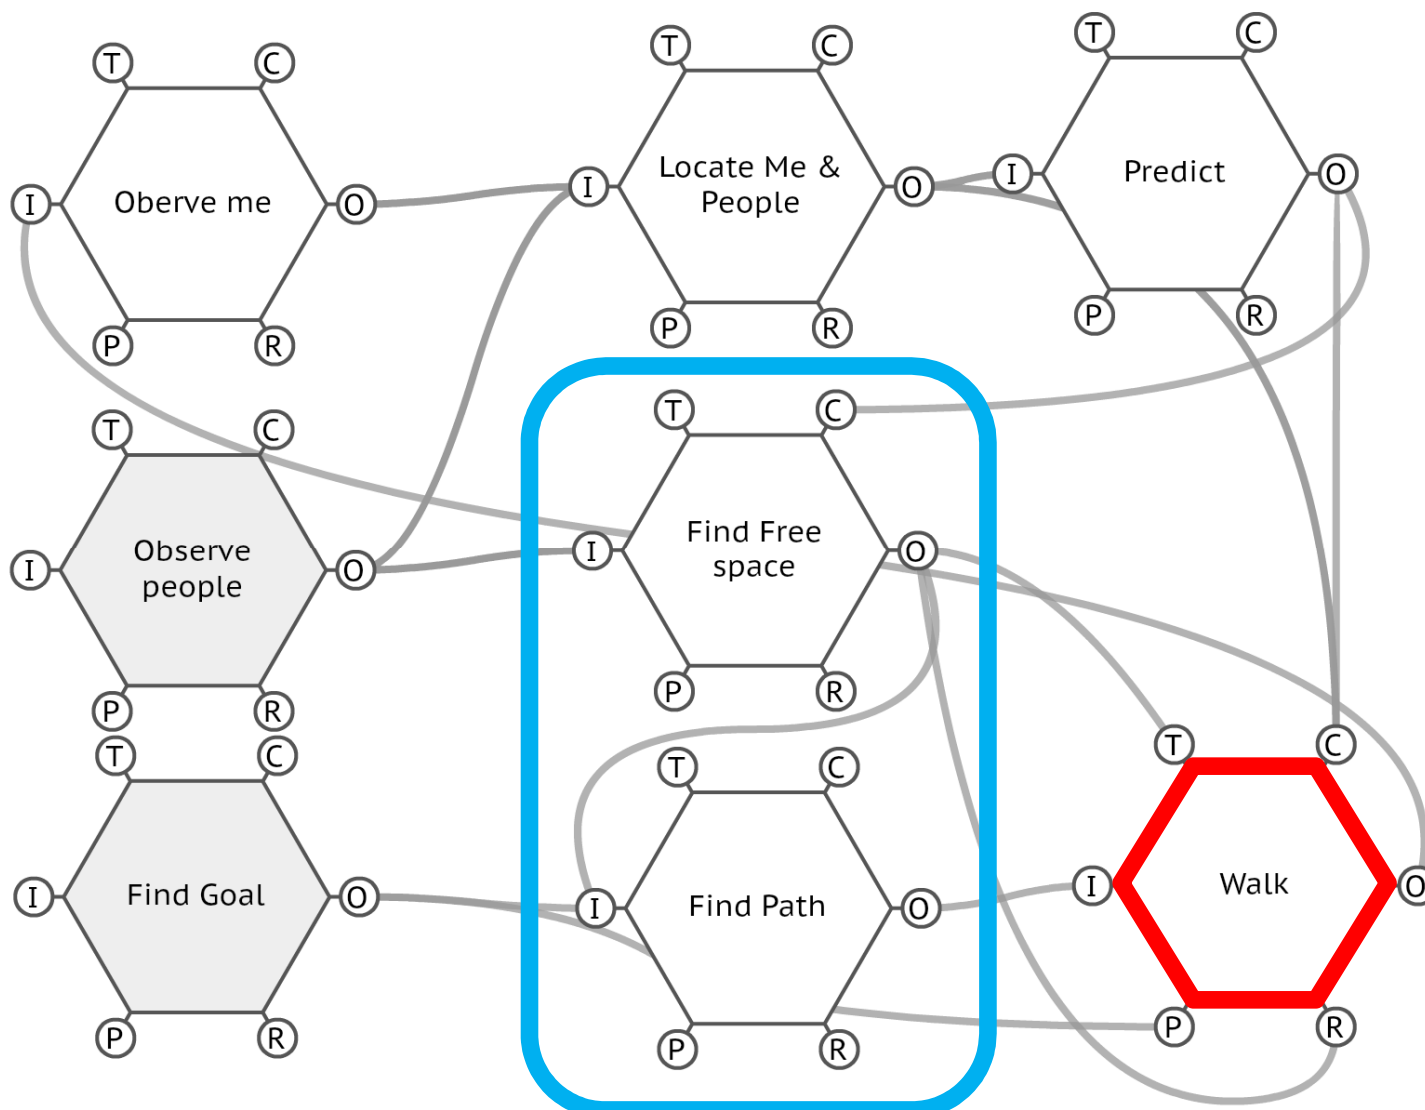 T C
T C
T C
Oberve me
Locate Me &
People
Predict
I O
I O
I O
P R
P R
P R
T C
T C
Observe
people
Find Free
space
I O
I O
P R
P R
T C
T C
T C
Find Goal
Find Path
Walk
I O
I O
I O
P R
P R
P R